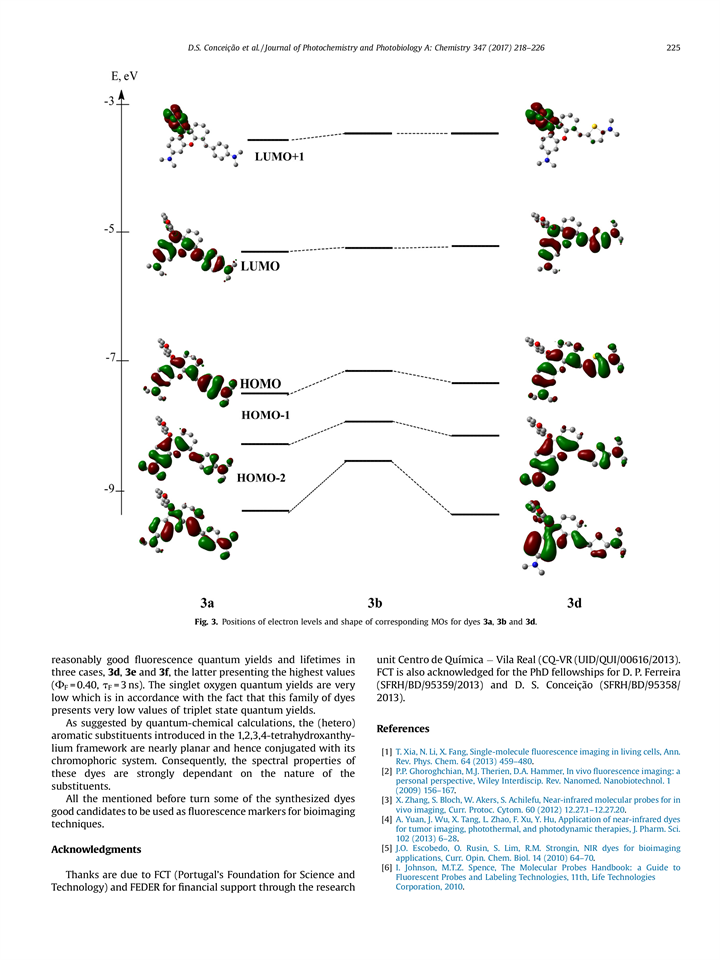 D.S. Conceição et al. / Journal of Photochemistry and Photobiology A: Chemistry 347 (2017) 218–226
225
E, eV
-3
LUMO+1
-5
LUMO
-7
HOMO
HOMO-1
HOMO-2
-9
3a
3b
3d
Fig. 3. Positions of electron levels and shape of corresponding MOs for dyes 3a, 3b and 3d.
reasonably good fluorescence quantum yields and lifetimes in
three cases, 3d, 3e and 3f, the latter presenting the highest values
(ΦF = 0.40, τF = 3 ns). The singlet oxygen quantum yields are very
low which is in accordance with the fact that this family of dyes
presents very low values of triplet state quantum yields.
As suggested by quantum-chemical calculations, the (hetero)
aromatic substituents introduced in the 1,2,3,4-tetrahydroxanthy-
lium framework are nearly planar and hence conjugated with its
chromophoric system. Consequently, the spectral properties of
these dyes are strongly dependant on the nature of the
substituents.
All the mentioned before turn some of the synthesized dyes
good candidates to be used as fluorescence markers for bioimaging
techniques.
Acknowledgments
Thanks are due to FCT (Portugal's Foundation for Science and
Technology) and FEDER for financial support through the research
unit Centro de Química – Vila Real (CQ-VR (UID/QUI/00616/2013).
FCT is also acknowledged for the PhD fellowships for D. P. Ferreira
(SFRH/BD/95359/2013) and D. S. Conceição (SFRH/BD/95358/
2013).
References
[1] T. Xia, N. Li, X. Fang, Single-molecule fluorescence imaging in living cells, Ann.
Rev. Phys. Chem. 64 (2013) 459–480.
[2] P.P. Ghoroghchian, M.J. Therien, D.A. Hammer, In vivo fluorescence imaging: a
personal perspective, Wiley Interdiscip. Rev. Nanomed. Nanobiotechnol. 1
(2009) 156–167.
[3] X. Zhang, S. Bloch, W. Akers, S. Achilefu, Near-infrared molecular probes for in
vivo imaging, Curr. Protoc. Cytom. 60 (2012) 12.27.1–12.27.20.
[4] A. Yuan, J. Wu, X. Tang, L. Zhao, F. Xu, Y. Hu, Application of near-infrared dyes
for tumor imaging, photothermal, and photodynamic therapies, J. Pharm. Sci.
102 (2013) 6–28.
[5] J.O. Escobedo, O. Rusin, S. Lim, R.M. Strongin, NIR dyes for bioimaging
applications, Curr. Opin. Chem. Biol. 14 (2010) 64–70.
[6] I. Johnson, M.T.Z. Spence, The Molecular Probes Handbook: a Guide to
Fluorescent Probes and Labeling Technologies, 11th, Life Technologies
Corporation, 2010.